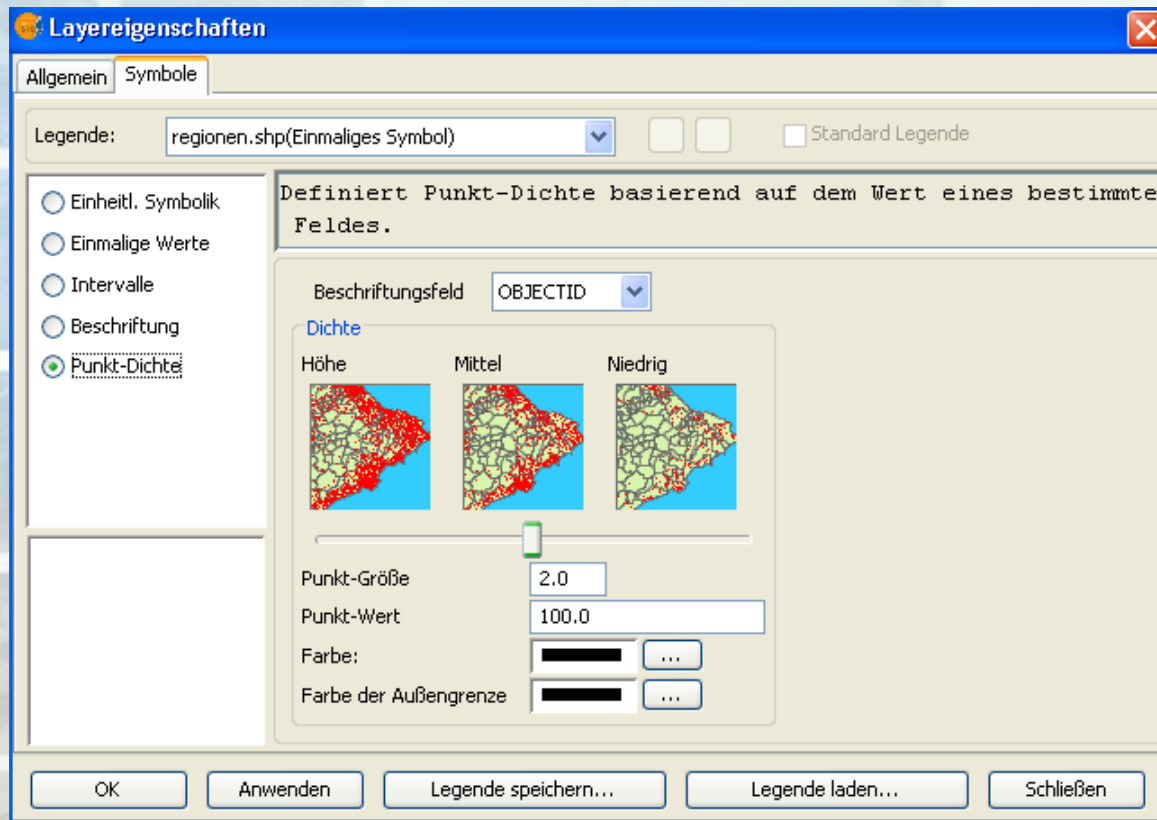 Layereigenschaften
Allgemein Symbole
Legende: regionen.shp(Einmaliges Symbol) Standard Legende
Einheitl. Symbolik
Einmalige Werte
Intervalle
Beschriftung
Punkt-Dichte
Definiert Punkt-Dichte basierend auf dem Wert eines bestimmte
Feldes.
Beschriftungsfeld OBJECTID
Dichte
Höhe Mittel Niedrig
Punkt-Größe 2.0
Punkt-Wert 100.0
Farbe: ...
Farbe der Außengrenze ...
OK Anwenden Legende speichern... Legende laden... Schließen